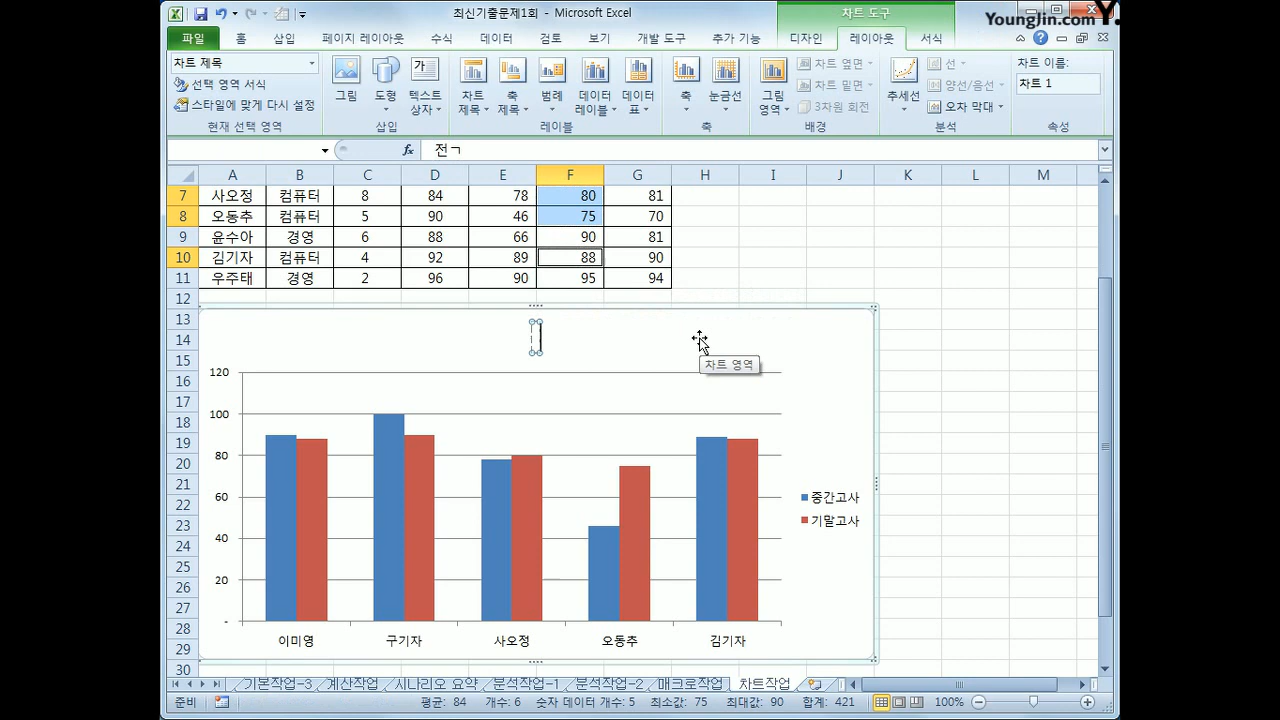 최신기출문제1회 - Microsoft Excel
차트 도구
YoungJin.com Y.
파일 홈 삽입 페이지 레이아웃 수식 데이터 검토 보기 개발 도구 추가 기능 디자인 레이아웃 서식
차트 제목
선택 영역 서식
스타일에 맞게 다시 설정
현재 선택 영역
그림 도형 텍스트 상자
삽입
차트 제목 축 제목 범례 데이터 레이블 데이터 표
레이블
축 눈금선
축
그림 영역 차트 옆면 차트 밑면 3차원 회전
배경
추세선 선 양선/음선 오차 막대
분석
차트 이름:
차트 1
속성
fx 전ㄱ
A B C D E F G H I J K L M
7 사오정 컴퓨터 8 84 78 80 81
8 오동추 컴퓨터 5 90 46 75 70
9 윤수아 경영 6 88 66 90 81
10 김기자 컴퓨터 4 92 89 88 90
11 우주태 경영 2 96 90 95 94
12
13
14
15
16
17
18
19
20
21
22
23
24
25
26
27
28
29
30
차트 영역
120
100
80
60
40
20
-
중간고사
기말고사
이미영 구기자 사오정 오동추 김기자
기본작업-3 계산작업 시나리오 요약 분석작업-1 분석작업-2 매크로작업 차트작업
준비 평균: 84 개수: 6 숫자 데이터 개수: 5 최소값: 75 최대값: 90 합계: 421 100%